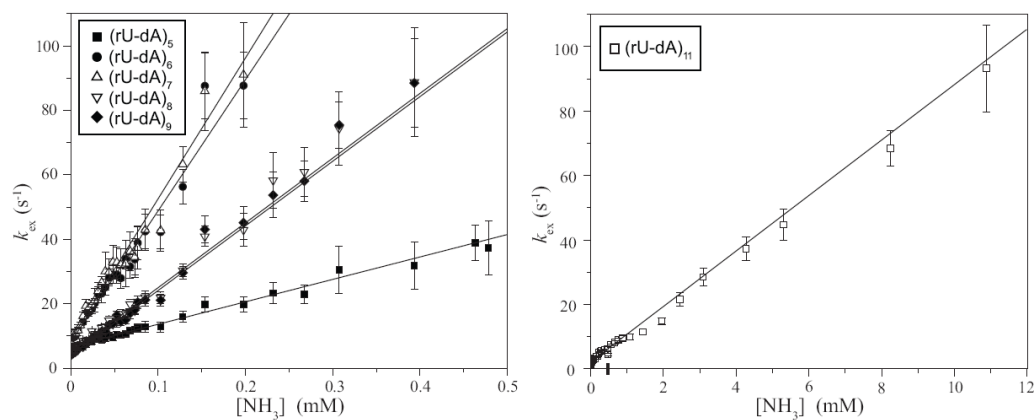 (rU-dA)₅
(rU-dA)₆
(rU-dA)₇
(rU-dA)₈
(rU-dA)₉
100
80
60
40
20
0
kₑₓ (s⁻¹)
0 0.1 0.2 0.3 0.4 0.5
[NH₃] (mM)
(rU-dA)₁₁
100
80
60
40
20
0
kₑₓ (s⁻¹)
0 2 4 6 8 10 12
[NH₃] (mM)